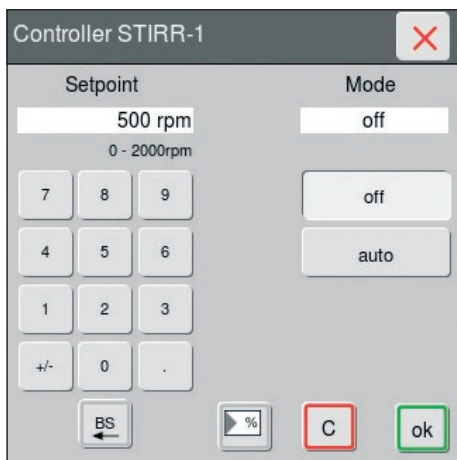 Controller STIRR-1
Setpoint Mode
500 rpm off
0 - 2000rpm
7 8 9 off
4 5 6 auto
1 2 3
+/- 0 .
BS % C ok